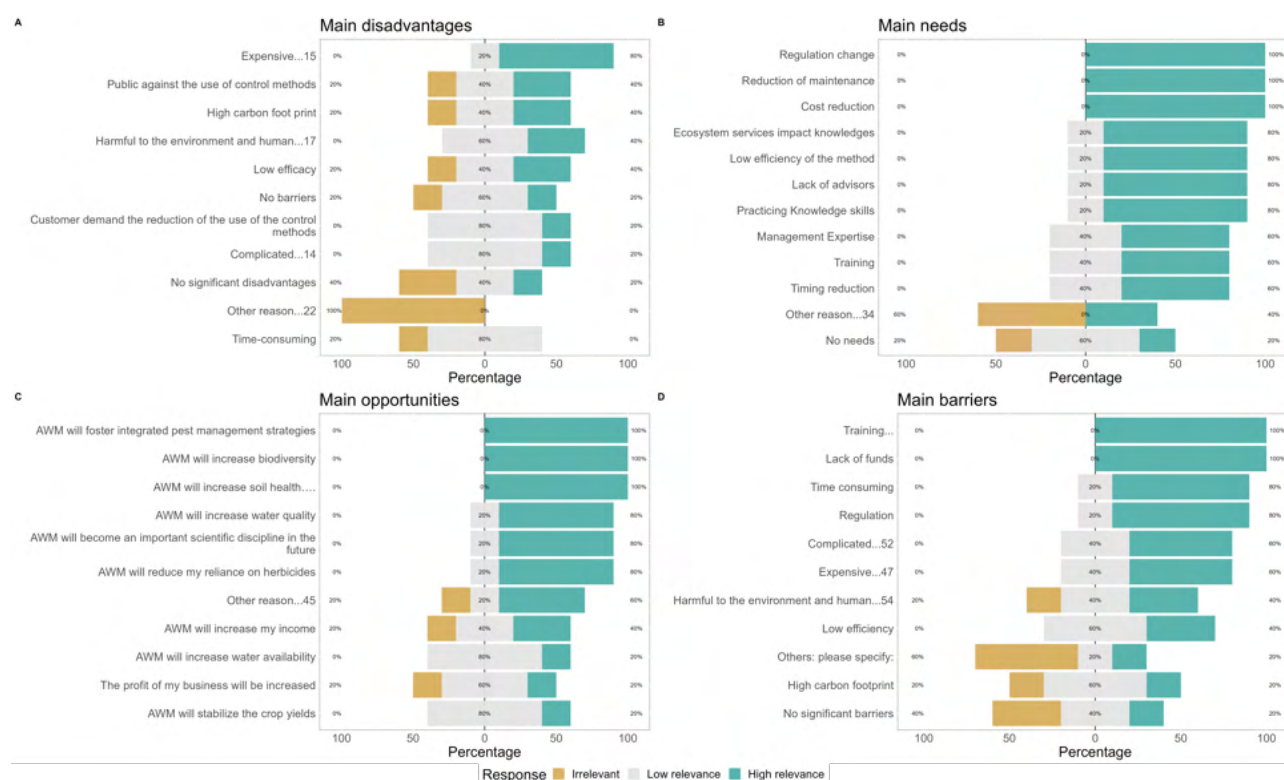 A
Main disadvantages
Expensive...15
0%
20%
80%
Public against the use of control methods
20%
40%
40%
High carbon foot print
20%
40%
40%
Harmful to the environment and human...17
0%
60%
40%
Low efficacy
20%
40%
40%
No barriers
20%
60%
20%
Customer demand the reduction of the use of the control
methods
0%
80%
20%
Complicated...14
0%
80%
20%
No significant disadvantages
40%
40%
20%
Other reason...22
100%
0%
0%
Time-consuming
20%
80%
0%
100 50 0 50 100
Percentage
B
Main needs
Regulation change
0%
0%
100%
Reduction of maintenance
0%
0%
100%
Cost reduction
0%
0%
100%
Ecosystem services impact knowledges
0%
20%
80%
Low efficiency of the method
0%
20%
80%
Lack of advisors
0%
20%
80%
Practicing Knowledge skills
0%
20%
80%
Management Expertise
0%
40%
60%
Training
0%
40%
60%
Timing reduction
0%
40%
60%
Other reason...34
60%
0%
40%
No needs
20%
60%
20%
100 50 0 50 100
Percentage
C
Main opportunities
AWM will foster integrated pest management strategies
0%
0%
100%
AWM will increase biodiversity
0%
0%
100%
AWM will increase soil health....
0%
0%
100%
AWM will increase water quality
0%
20%
80%
AWM will become an important scientific discipline in the
future
0%
20%
80%
AWM will reduce my reliance on herbicides
0%
20%
80%
Other reason...45
20%
20%
60%
AWM will increase my income
20%
40%
40%
AWM will increase water availability
0%
80%
20%
The profit of my business will be increased
20%
60%
20%
AWM will stabilize the crop yields
0%
80%
20%
100 50 0 50 100
Percentage
D
Main barriers
Training...
0%
0%
100%
Lack of funds
0%
0%
100%
Time consuming
0%
20%
80%
Regulation
0%
20%
80%
Complicated...52
0%
40%
60%
Expensive...47
0%
40%
60%
Harmful to the environment and human...54
20%
40%
40%
Low efficiency
0%
60%
40%
Others: please specify:
60%
20%
20%
High carbon footprint
20%
60%
20%
No significant barriers
40%
40%
20%
100 50 0 50 100
Percentage
Response Irrelevant Low relevance High relevance